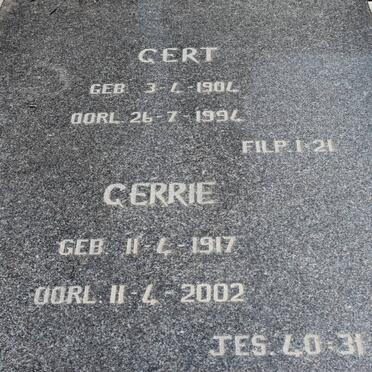 GERT
GEB. 3-4-1904
OORL. 26-7-1994
FILP. 1:21
GERRIE
GEB. 11-4-1917
OORL. 11-4-2002
JES. 40:31